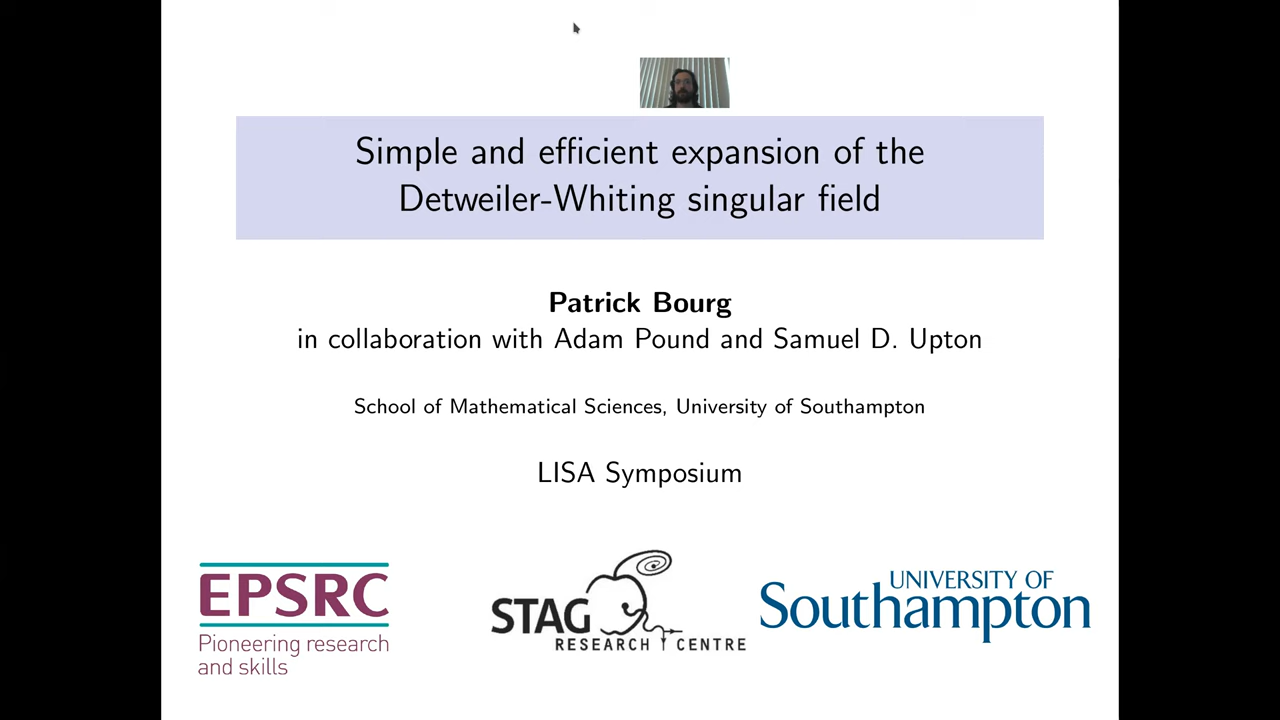 Simple and efficient expansion of the
Detweiler-Whiting singular field
Patrick Bourg
in collaboration with Adam Pound and Samuel D. Upton
School of Mathematical Sciences, University of Southampton
LISA Symposium
EPSRC
Pioneering research
and skills
STAG
RESEARCH CENTRE
UNIVERSITY OF
Southampton